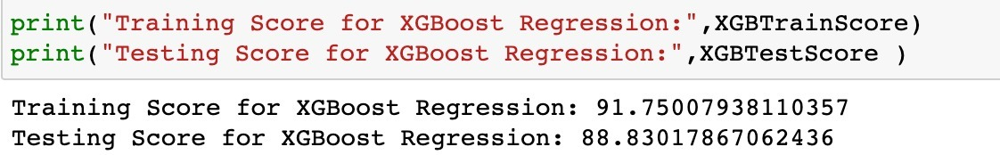 print("Training Score for XGBoost Regression:",XGBTrainScore)
print("Testing Score for XGBoost Regression:",XGBTestScore )
Training Score for XGBoost Regression: 91.75007938110357
Testing Score for XGBoost Regression: 88.83017867062436